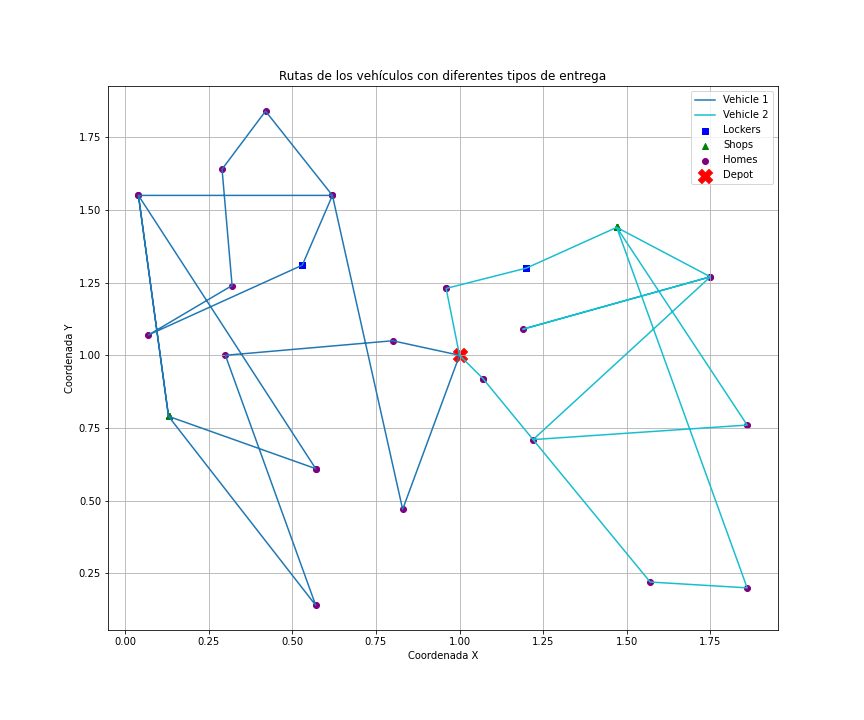 Rutas de los vehículos con diferentes tipos de entrega
Vehicle 1
Vehicle 2
Lockers
Shops
Homes
Depot
Coordenada Y
1.75
1.50
1.25
1.00
0.75
0.50
0.25
0.00 0.25 0.50 0.75 1.00 1.25 1.50 1.75
Coordenada X